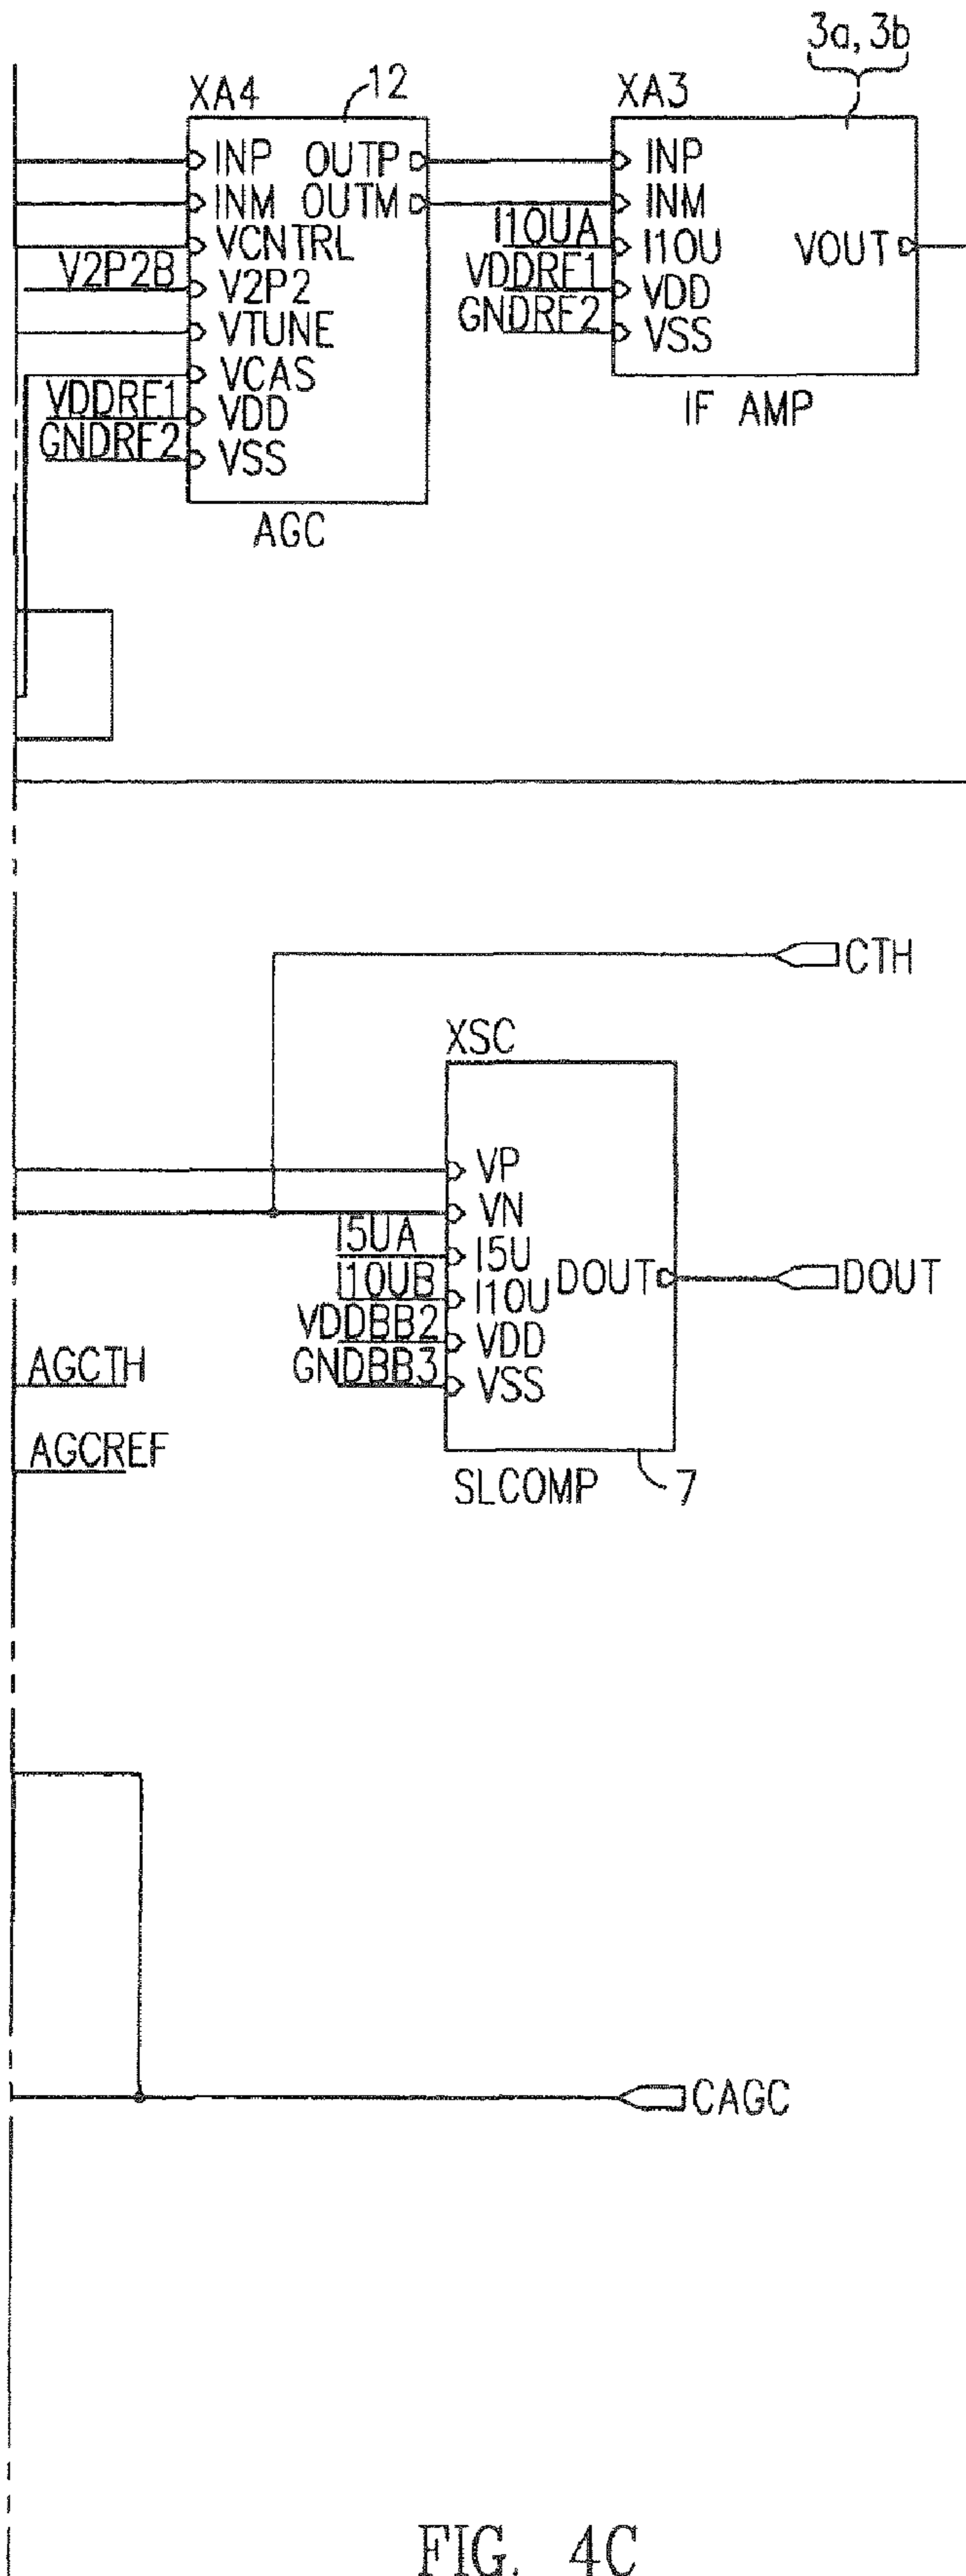 3a, 3b
XA4
12
XA3
INP OUTP
INM OUTM
VCNTRL
V2P2B
V2P2
VTUNE
VCAS
VDDRF1
VDD
GNDRF2
VSS
AGC
INP
INM
I10UA
I10U
VOUT
VDDRF1
VDD
GNDRF2
VSS
IF AMP
CTH
XSC
VP
VN
I5UA
I5U
I10UB
I10U
DOUT
DOUT
VDDBB2
VDD
GNDBB3
VSS
AGCTH
AGCREF
SLCOMP
7
CAGC
FIG. 4C